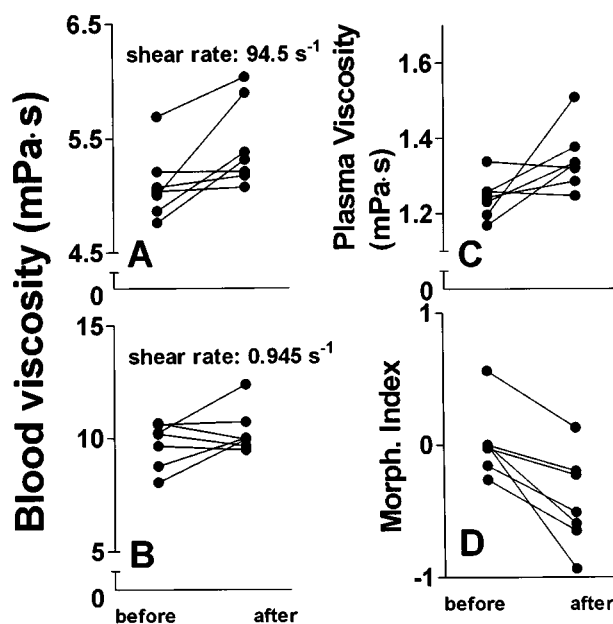 Blood viscosity (mPa·s)
6.5
5.5
4.5
0
shear rate: 94.5 s⁻¹
A
15
10
5
0
shear rate: 0.945 s⁻¹
B
before
after
Plasma Viscosity
(mPa·s)
1.6
1.4
1.2
0
C
Morph. Index
1
0
-1
D
before
after